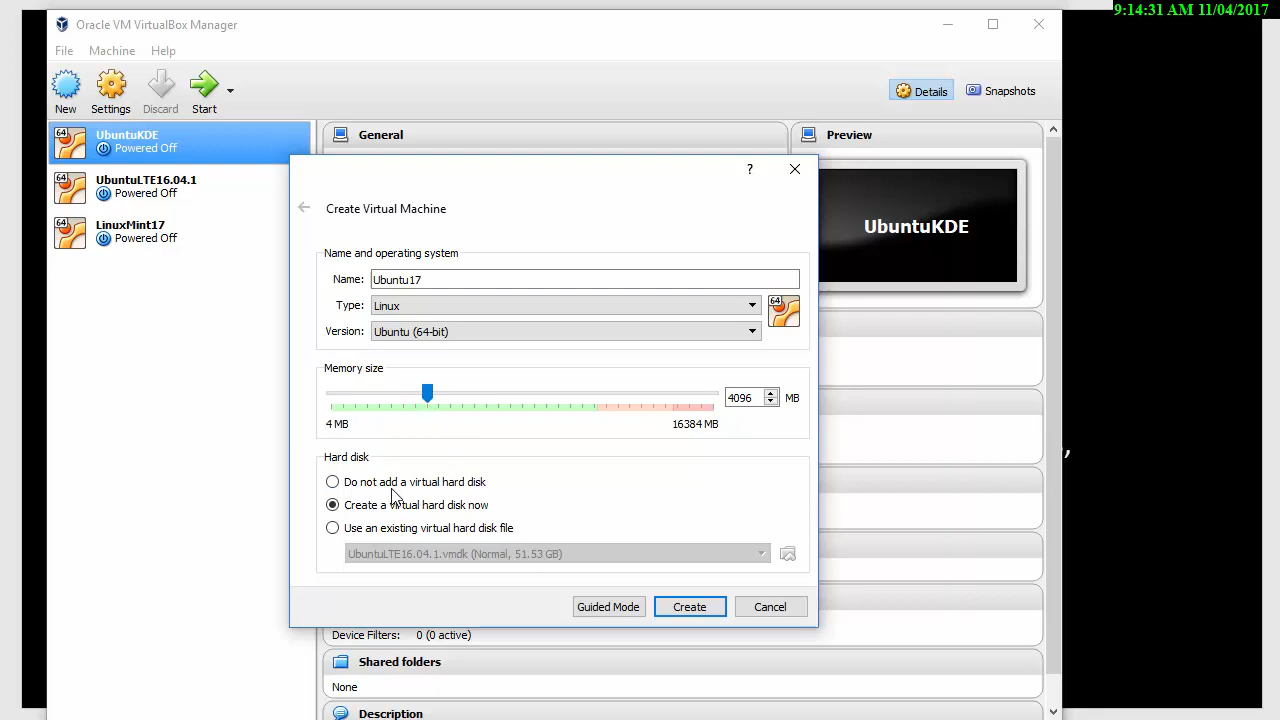 9:14:31 AM 11/04/2017
Oracle VM VirtualBox Manager
File Machine Help
New Settings Discard Start Details Snapshots
64 UbuntuKDE
Powered Off
64 UbuntuLTE16.04.1
Powered Off
64 LinuxMint17
Powered Off
General
Preview
UbuntuKDE
?
Create Virtual Machine
Name and operating system
Name: Ubuntu17
Type: Linux
64
Version: Ubuntu (64-bit)
Memory size
4096 MB
4 MB 16384 MB
Hard disk
Do not add a virtual hard disk
Create a virtual hard disk now
Use an existing virtual hard disk file
UbuntuLTE16.04.1.vmdk (Normal, 51.53 GB)
Guided Mode Create Cancel
Device Filters: 0 (0 active)
Shared folders
None
Description